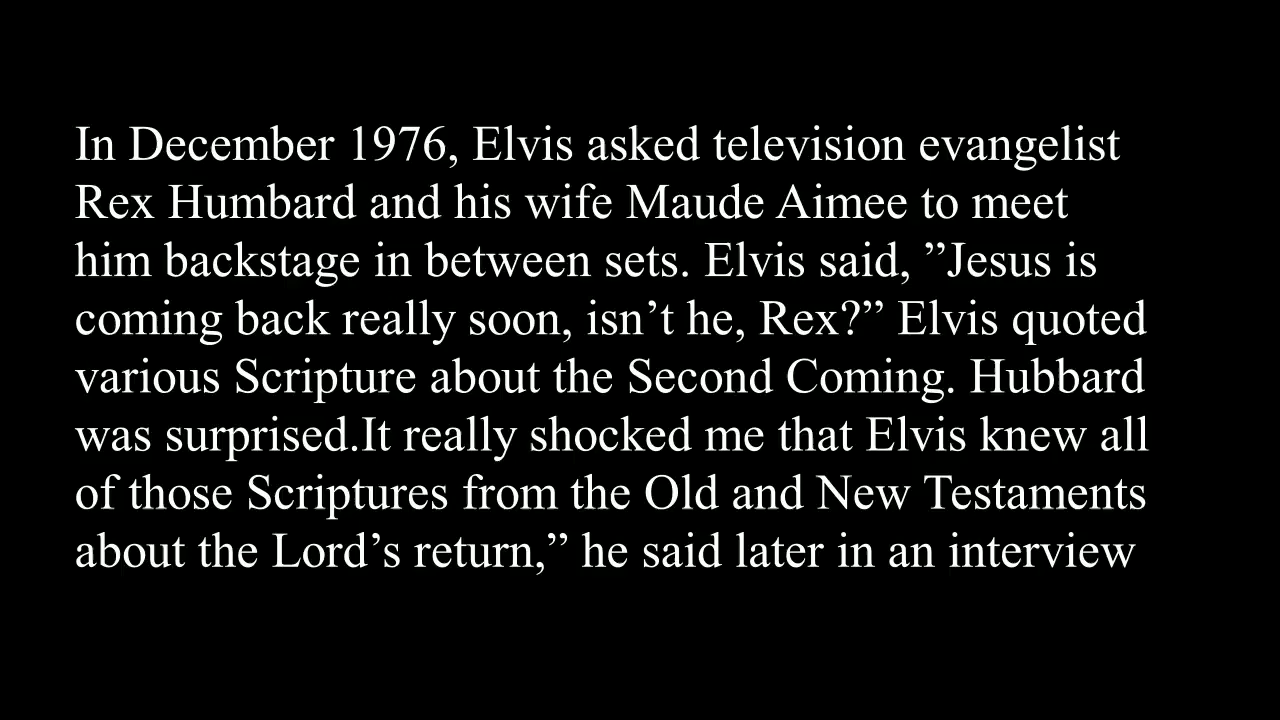 In December 1976, Elvis asked television evangelist
Rex Humbard and his wife Maude Aimee to meet
him backstage in between sets. Elvis said, ”Jesus is
coming back really soon, isn’t he, Rex?” Elvis quoted
various Scripture about the Second Coming. Hubbard
was surprised.It really shocked me that Elvis knew all
of those Scriptures from the Old and New Testaments
about the Lord’s return,” he said later in an interview